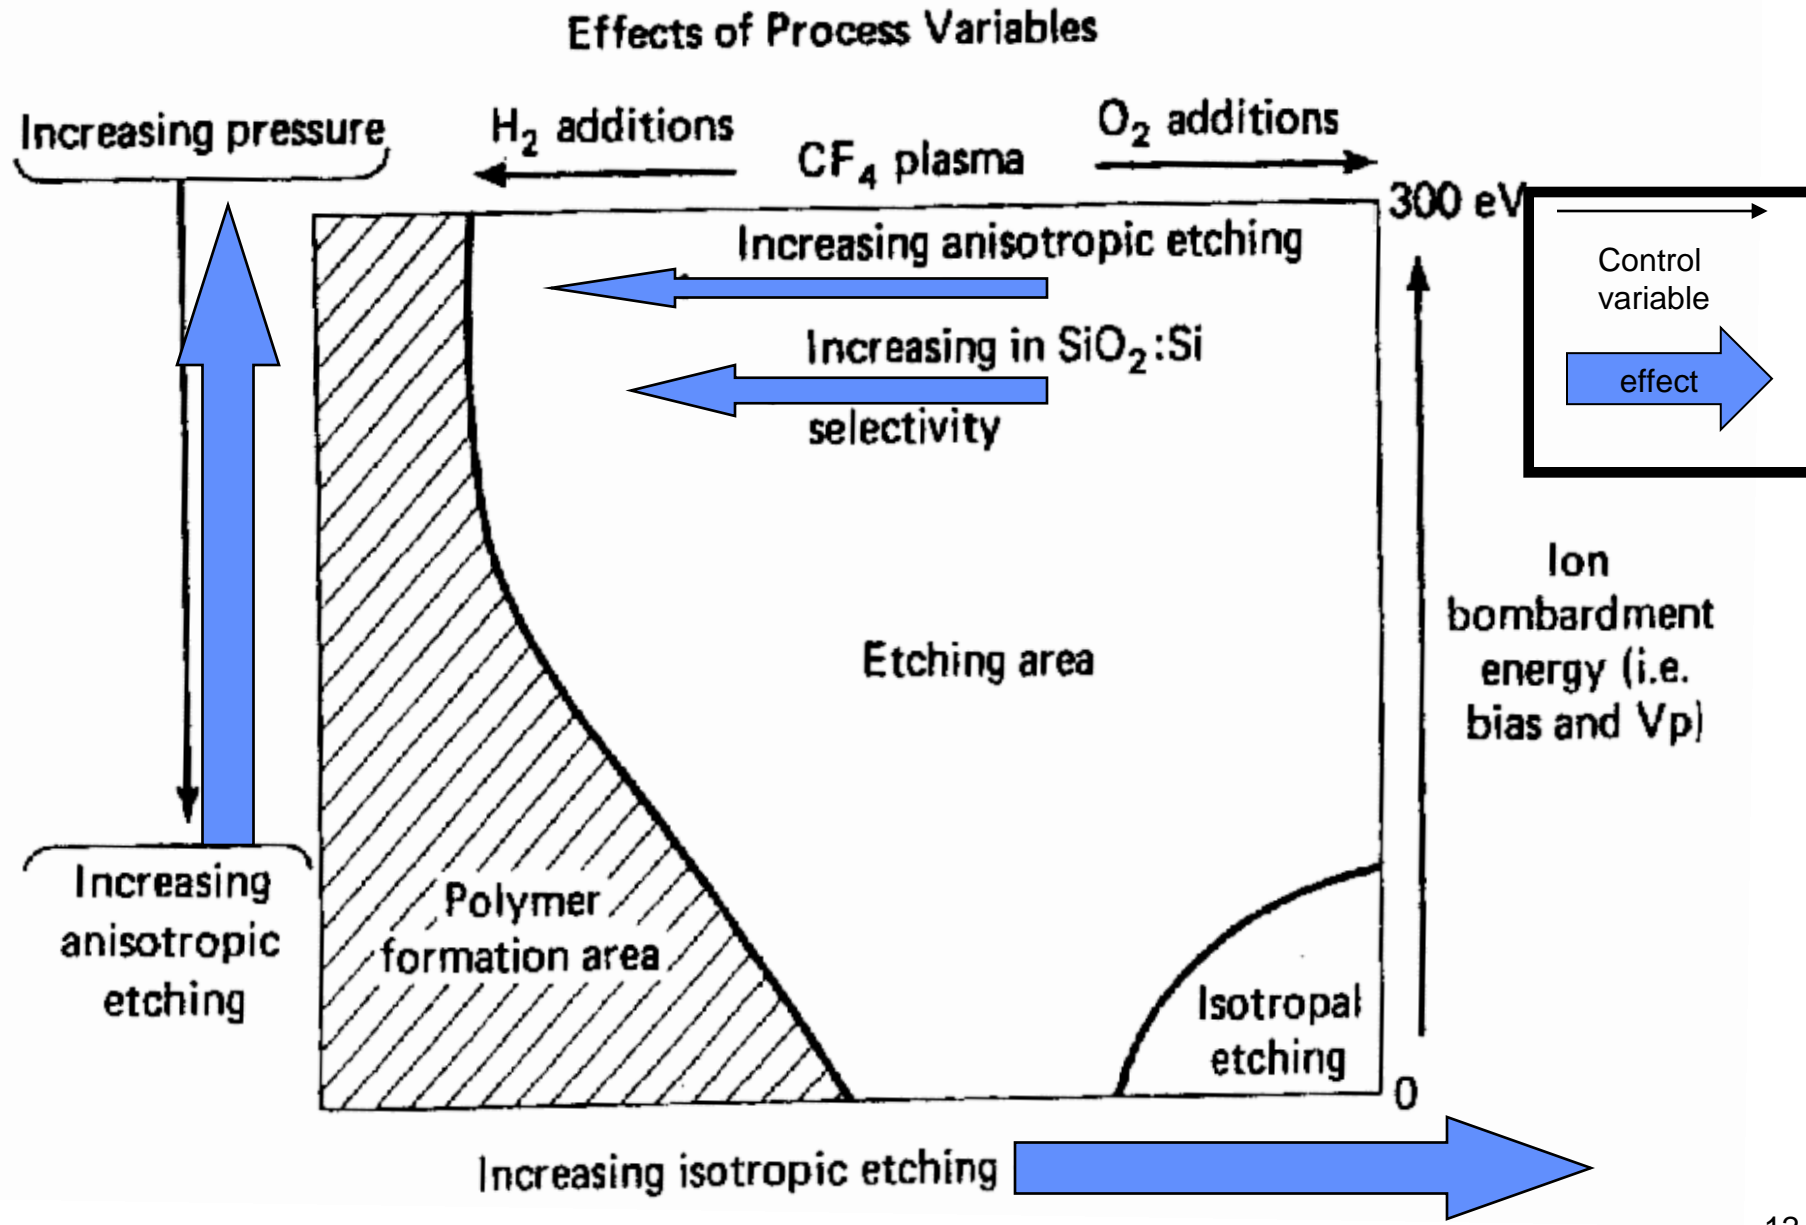 Effects of Process Variables
Increasing pressure
H₂ additions
CF₄ plasma
O₂ additions
300 eV
Increasing anisotropic etching
Increasing in SiO₂:Si
selectivity
Control
variable
effect
Ion
bombardment
energy (i.e.
bias and Vp)
Etching area
Increasing
anisotropic
etching
Polymer
formation area
Isotropal
etching
0
Increasing isotropic etching